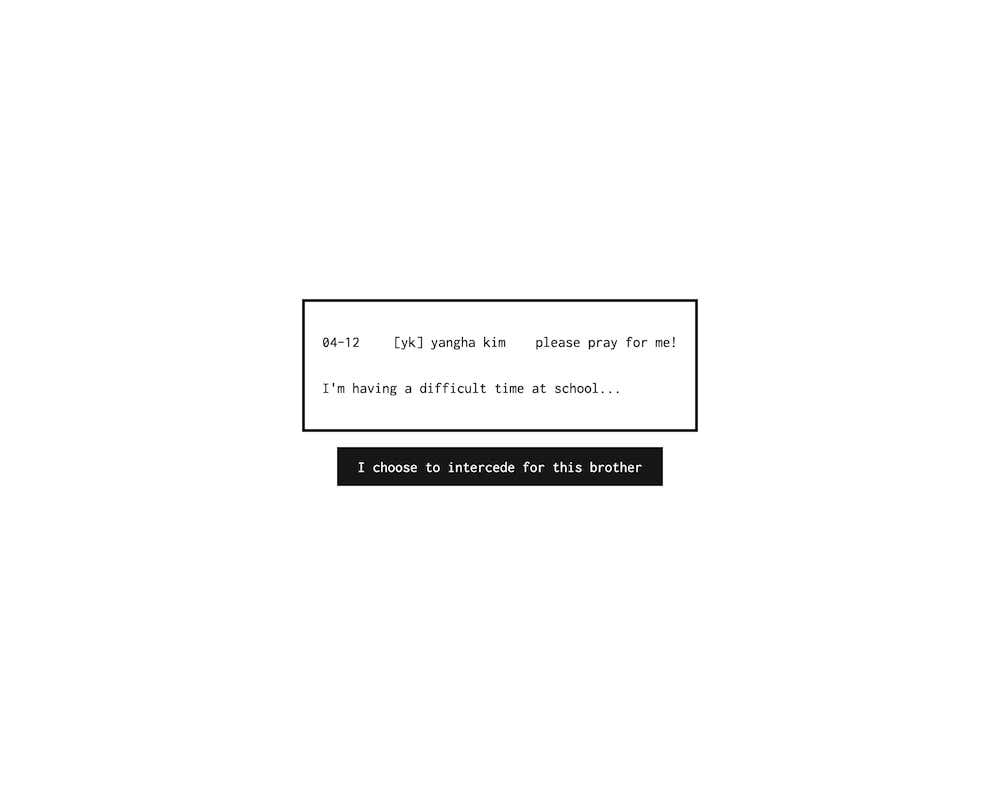 04-12 [yk] yangha kim please pray for me!
I'm having a difficult time at school...
I choose to intercede for this brother